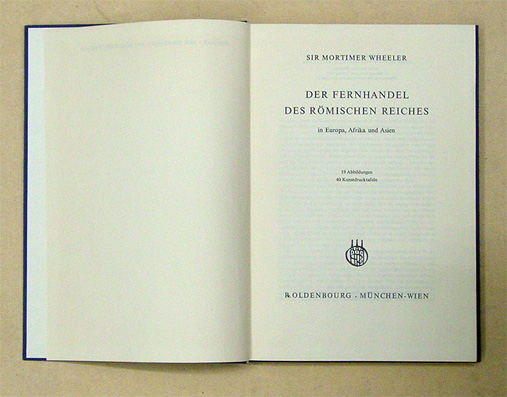 SIR MORTIMER WHEELER
DER FERNHANDEL
DES RÖMISCHEN REICHES
in Europa, Afrika und Asien
19 Abbildungen
40 Kunstdrucktafeln
R. OLDENBOURG · MÜNCHEN-WIEN